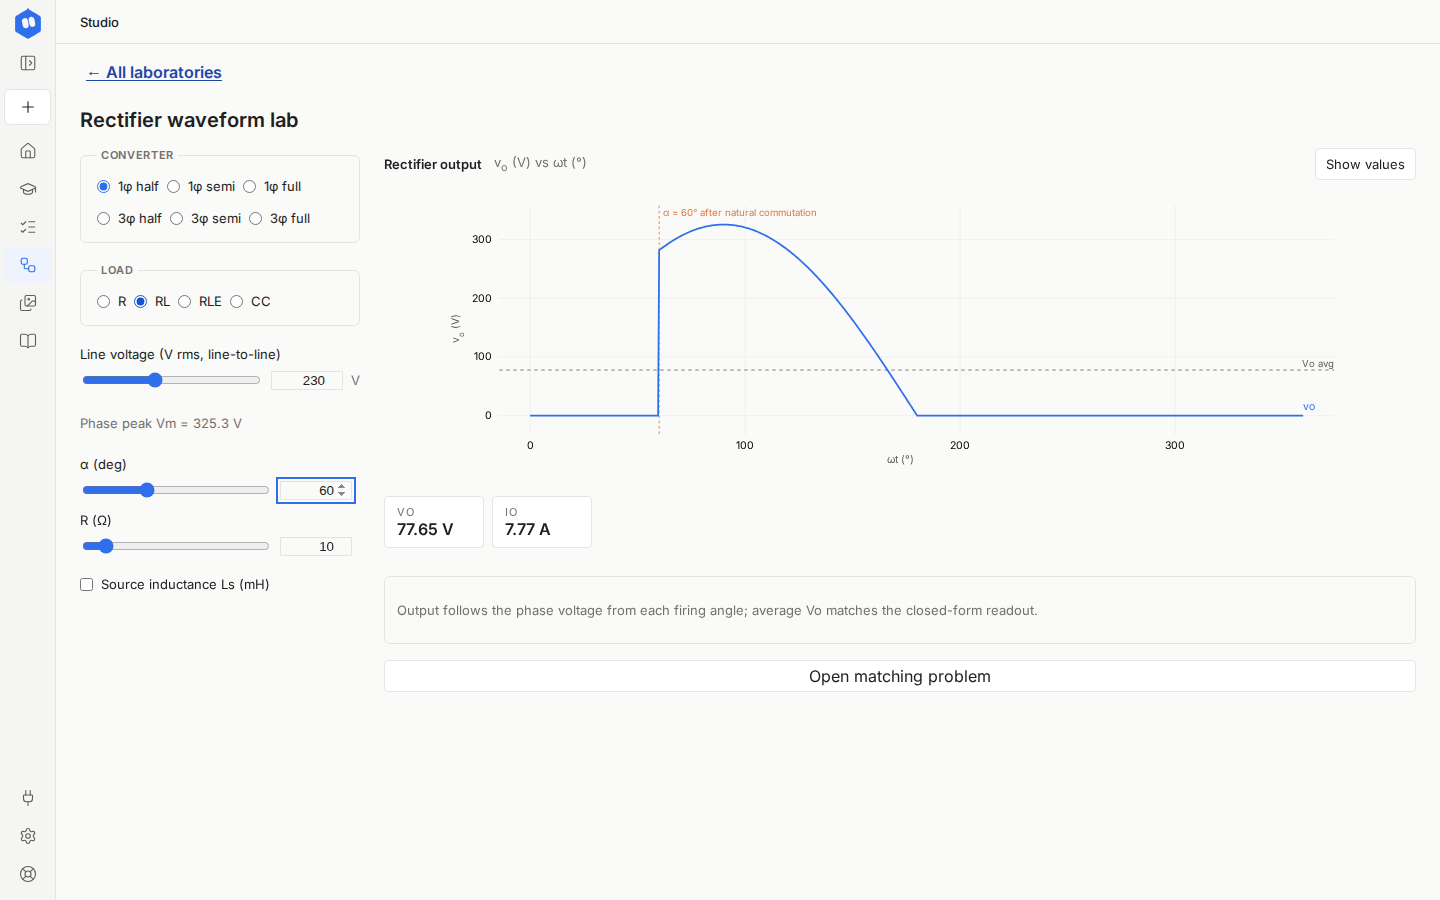 Studio
← All laboratories
Rectifier waveform lab
CONVERTER
1φ half 1φ semi 1φ full
3φ half 3φ semi 3φ full
LOAD
R RL RLE CC
Line voltage (V rms, line-to-line)
230 V
Phase peak Vm = 325.3 V
α (deg)
60
R (Ω)
10
Source inductance Ls (mH)
Rectifier output vo (V) vs ωt (°)
Show values
α = 60° after natural commutation
300
200
100
0
vo (V)
Vo avg
vo
0 100 200 300
ωt (°)
VO
77.65 V
IO
7.77 A
Output follows the phase voltage from each firing angle; average Vo matches the closed-form readout.
Open matching problem